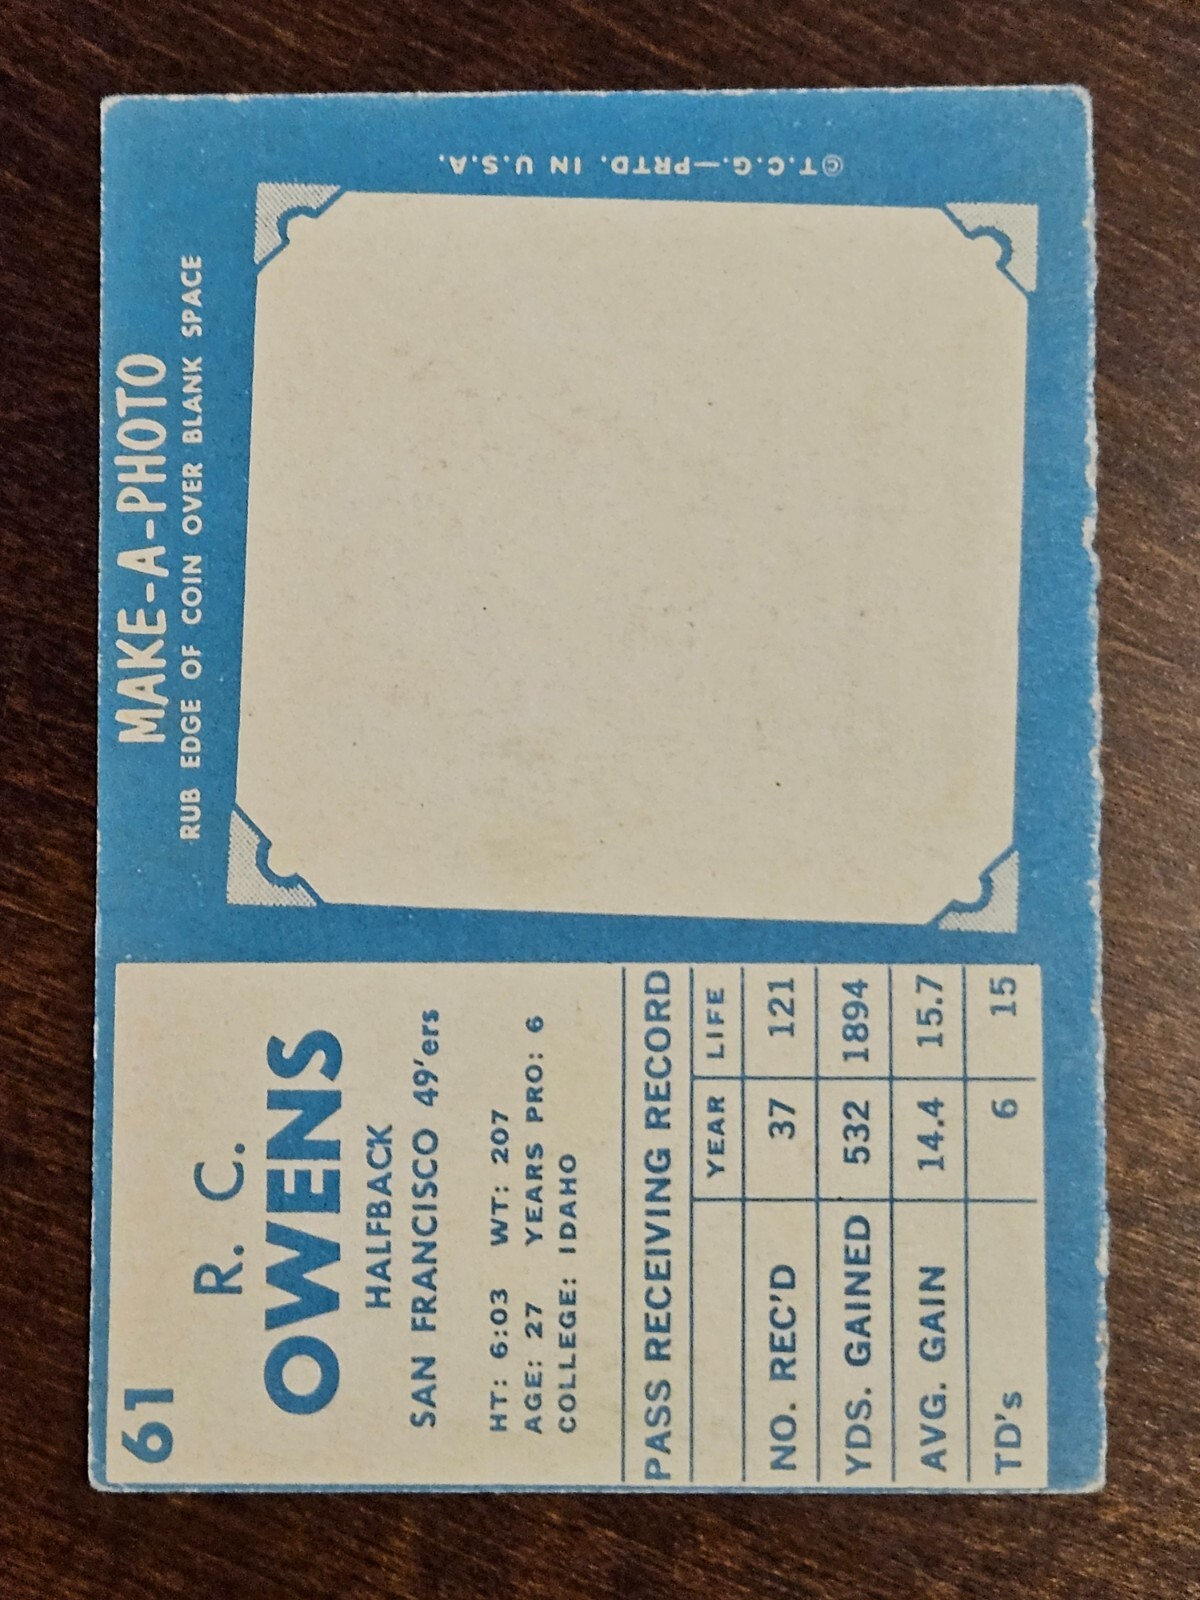 61
R. C.
OWENS
HALFBACK
SAN FRANCISCO 49'ers
HT: 6:03 WT: 207
AGE: 27 YEARS PRO: 6
COLLEGE: IDAHO
PASS RECEIVING RECORD
YEAR LIFE
NO. REC'D 37 121
YDS. GAINED 532 1894
AVG. GAIN 14.4 15.7
TD's 6 15
MAKE-A-PHOTO
RUB EDGE OF COIN OVER BLANK SPACE
©T.C.G.—PRTD. IN U.S.A.